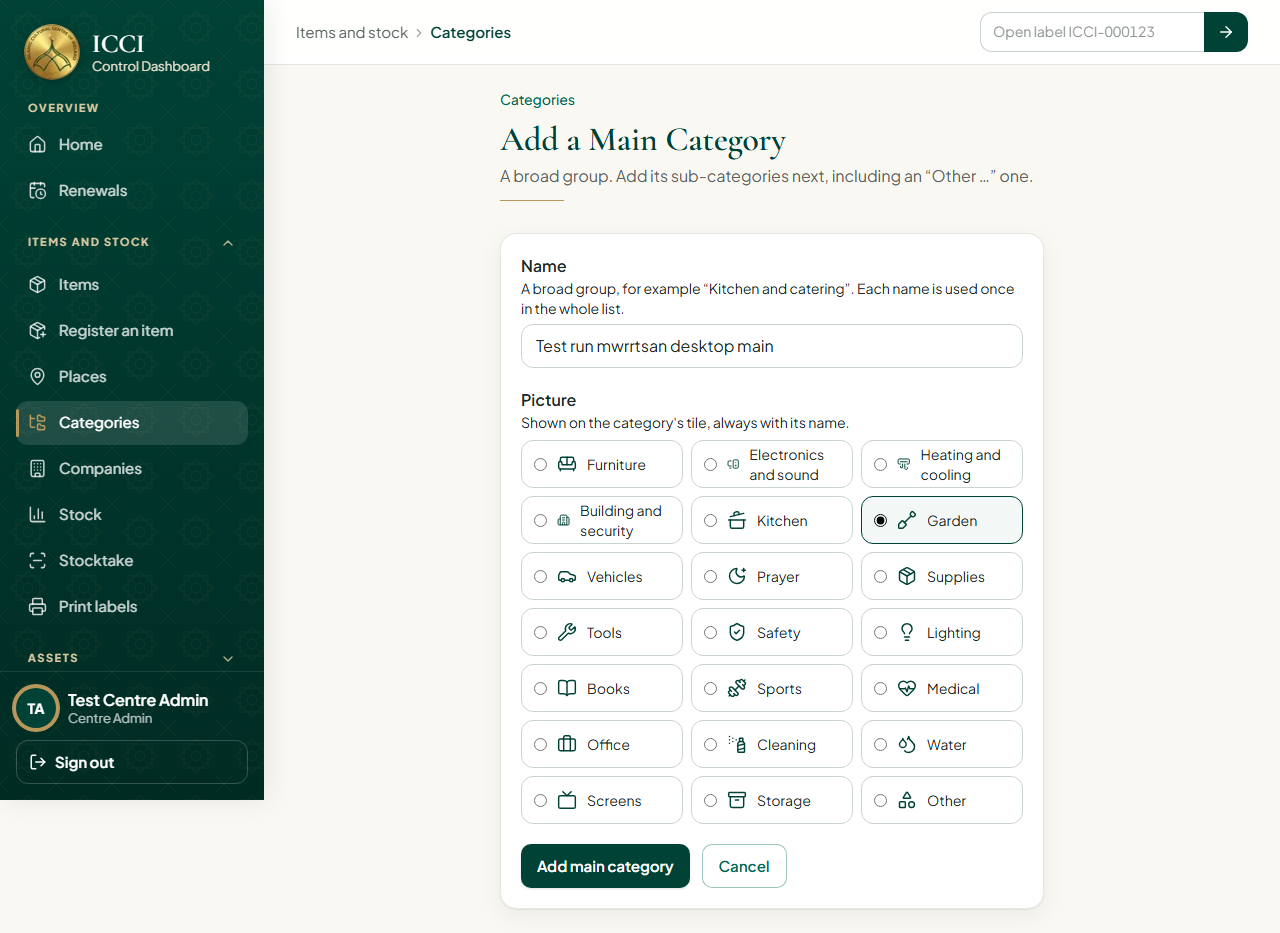 ICCI
Control Dashboard
OVERVIEW
Home
Renewals
ITEMS AND STOCK
Items
Register an item
Places
Categories
Companies
Stock
Stocktake
Print labels
ASSETS
TA
Test Centre Admin
Centre Admin
Sign out
Items and stock
Categories
Open label ICCI-000123
Categories
Add a Main Category
A broad group. Add its sub-categories next, including an “Other …” one.
Name
A broad group, for example “Kitchen and catering”. Each name is used once
in the whole list.
Test run mwrrtsan desktop main
Picture
Shown on the category's tile, always with its name.
Furniture
Electronics
and sound
Heating and
cooling
Building and
security
Kitchen
Garden
Vehicles
Prayer
Supplies
Tools
Safety
Lighting
Books
Sports
Medical
Office
Cleaning
Water
Screens
Storage
Other
Add main category
Cancel